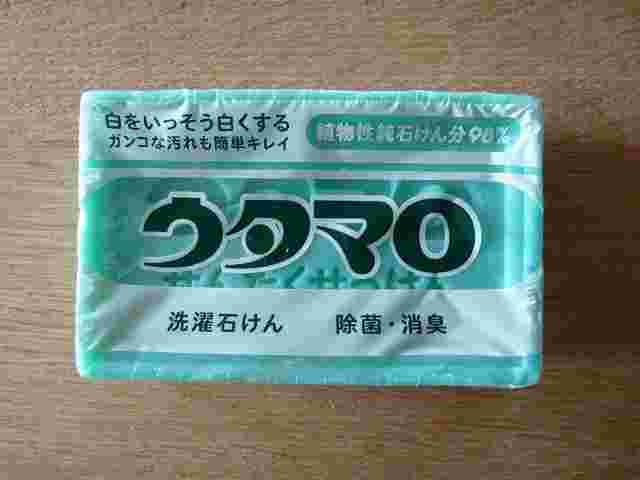 白をいっそう白くする
ガンコな汚れも簡単キレイ
植物性純石けん分98%
ウタマロ
洗濯石けん 除菌・消臭